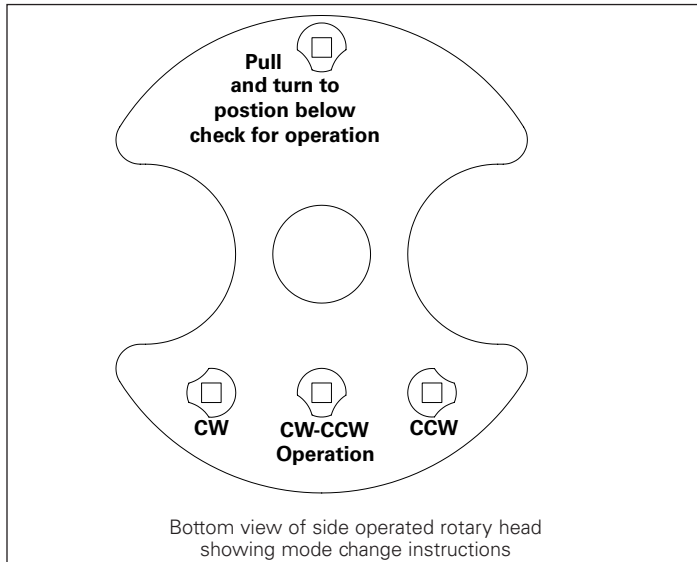 Pull
and turn to
postion below
check for operation
CW
CW-CCW
Operation
CCW
Bottom view of side operated rotary head
showing mode change instructions